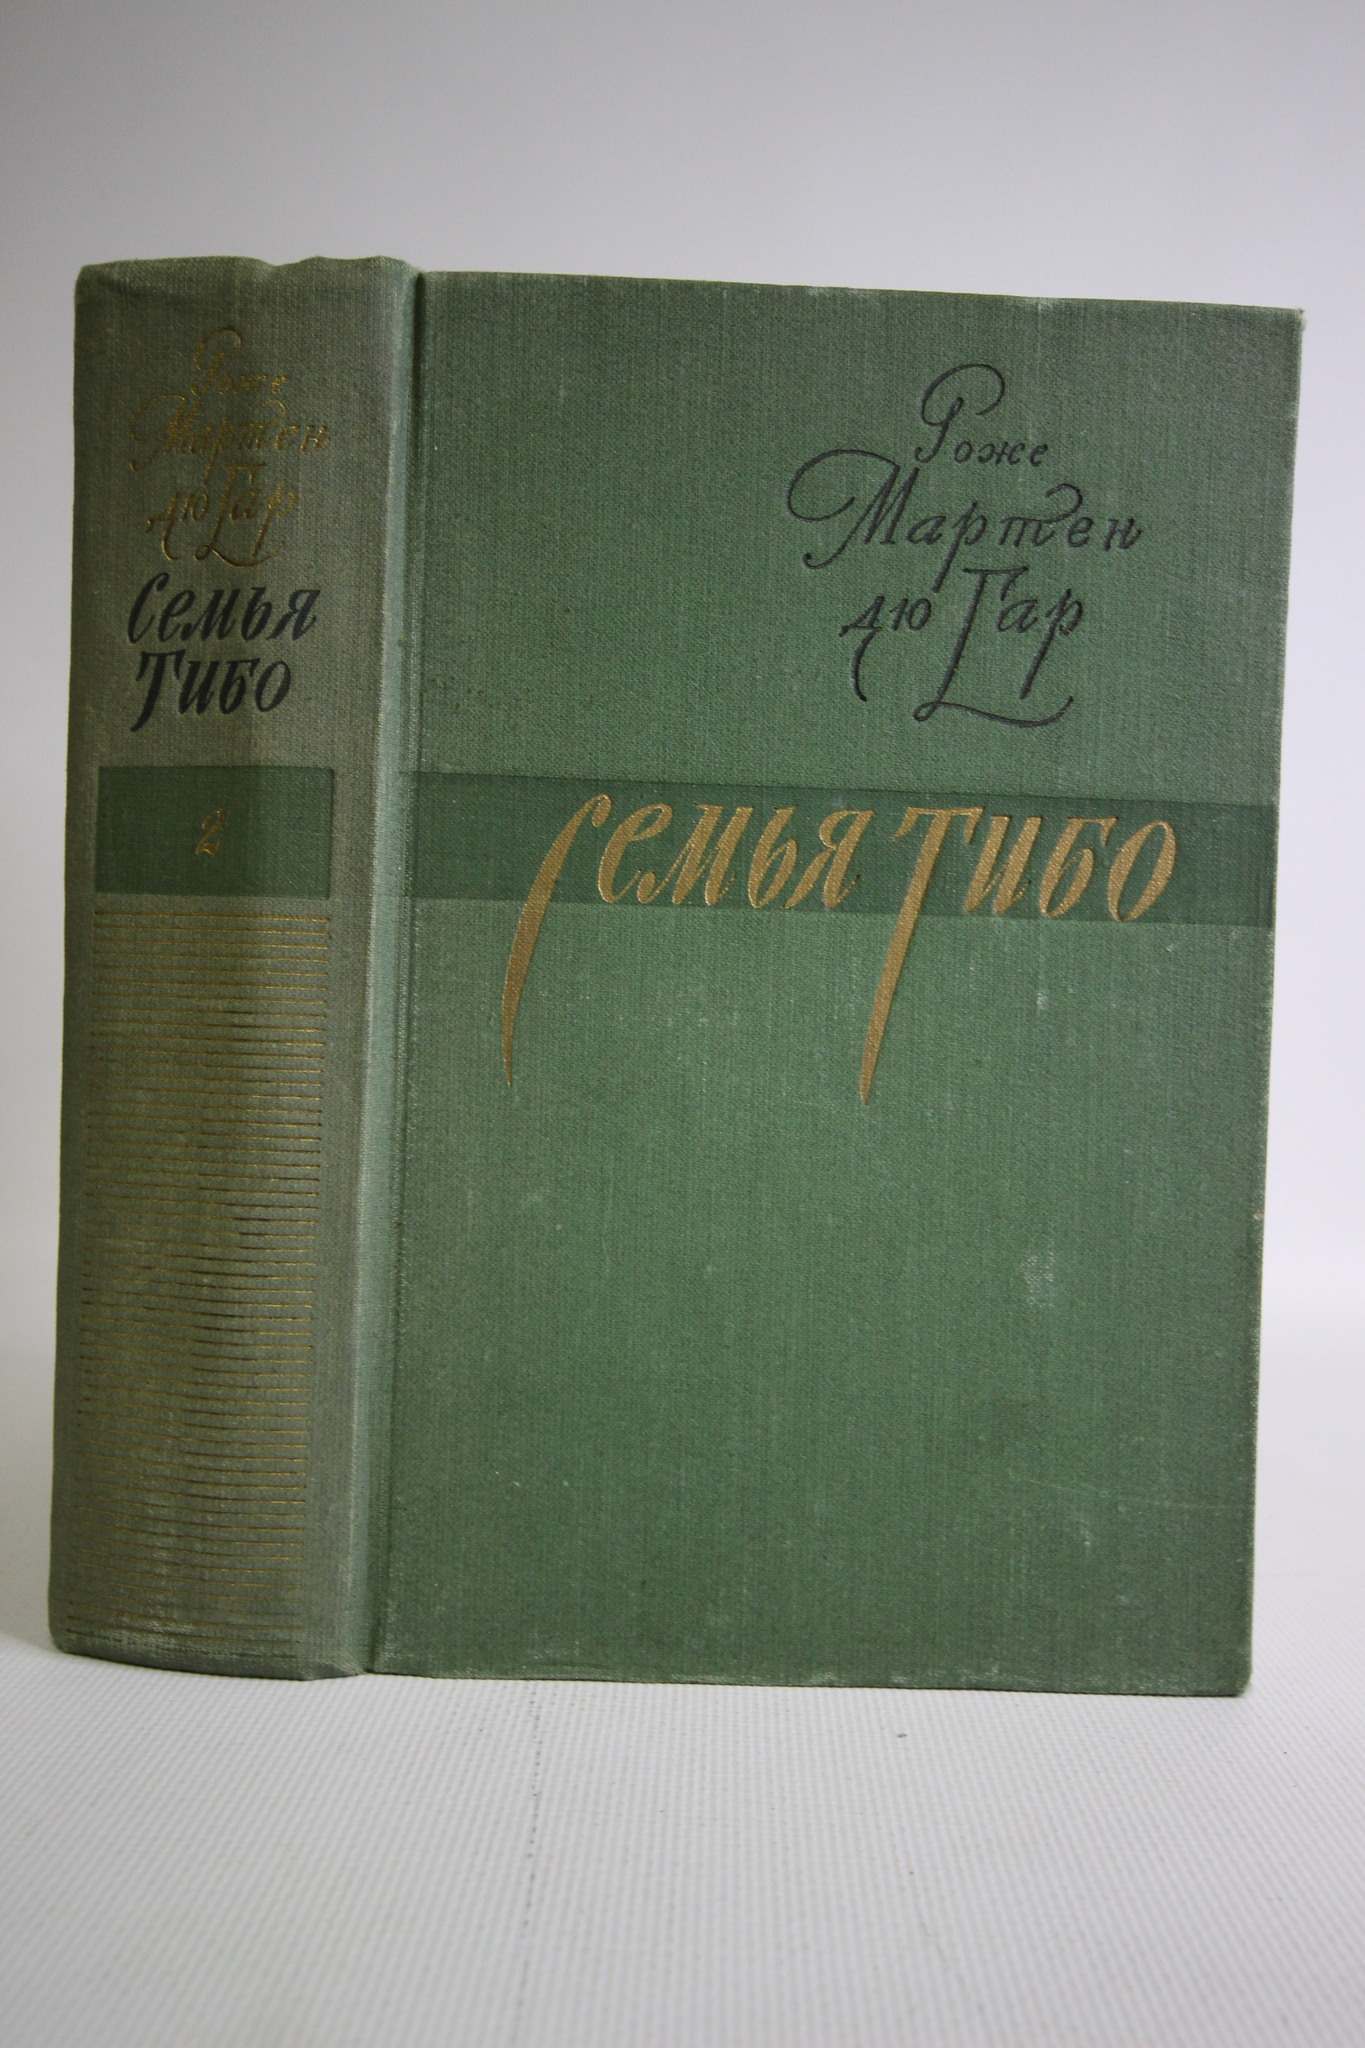 Роже
Мартен
дю Гар
Семья
Тибо
2
Роже
Мартен
дю Гар
Семья Тибо